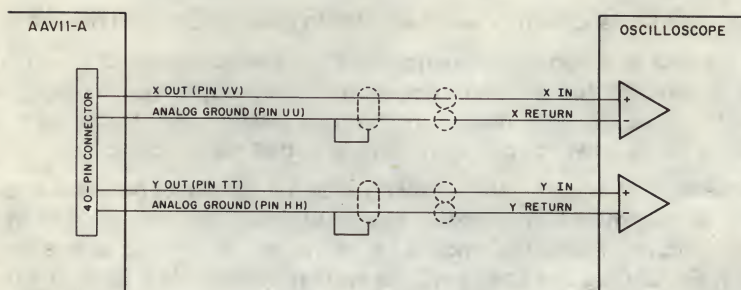 AAV11-A
OSCILLOSCOPE
40-PIN CONNECTOR
X OUT (PIN VV)
X IN
+
ANALOG GROUND (PIN UU)
X RETURN
-
Y OUT (PIN TT)
Y IN
+
ANALOG GROUND (PIN HH)
Y RETURN
-